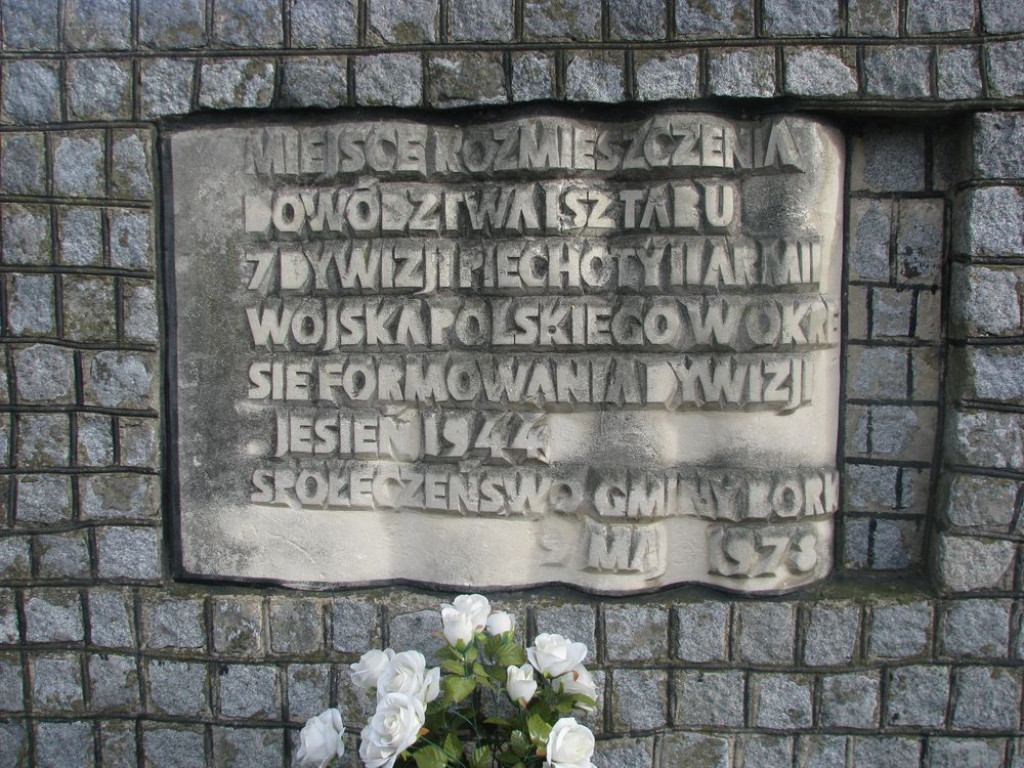 MIEJSCE ROZMIESZCZENIA
DOWÓDZTWA I SZTABU
7 DYWIZJI PIECHOTY II ARMII
WOJSKA POLSKIEGO W OKRE
SIE FORMOWANIA DYWIZJI
. JESIEŃ 1944
SPOŁECZEŃSWO GMINY KORK
9 MAJ 1978